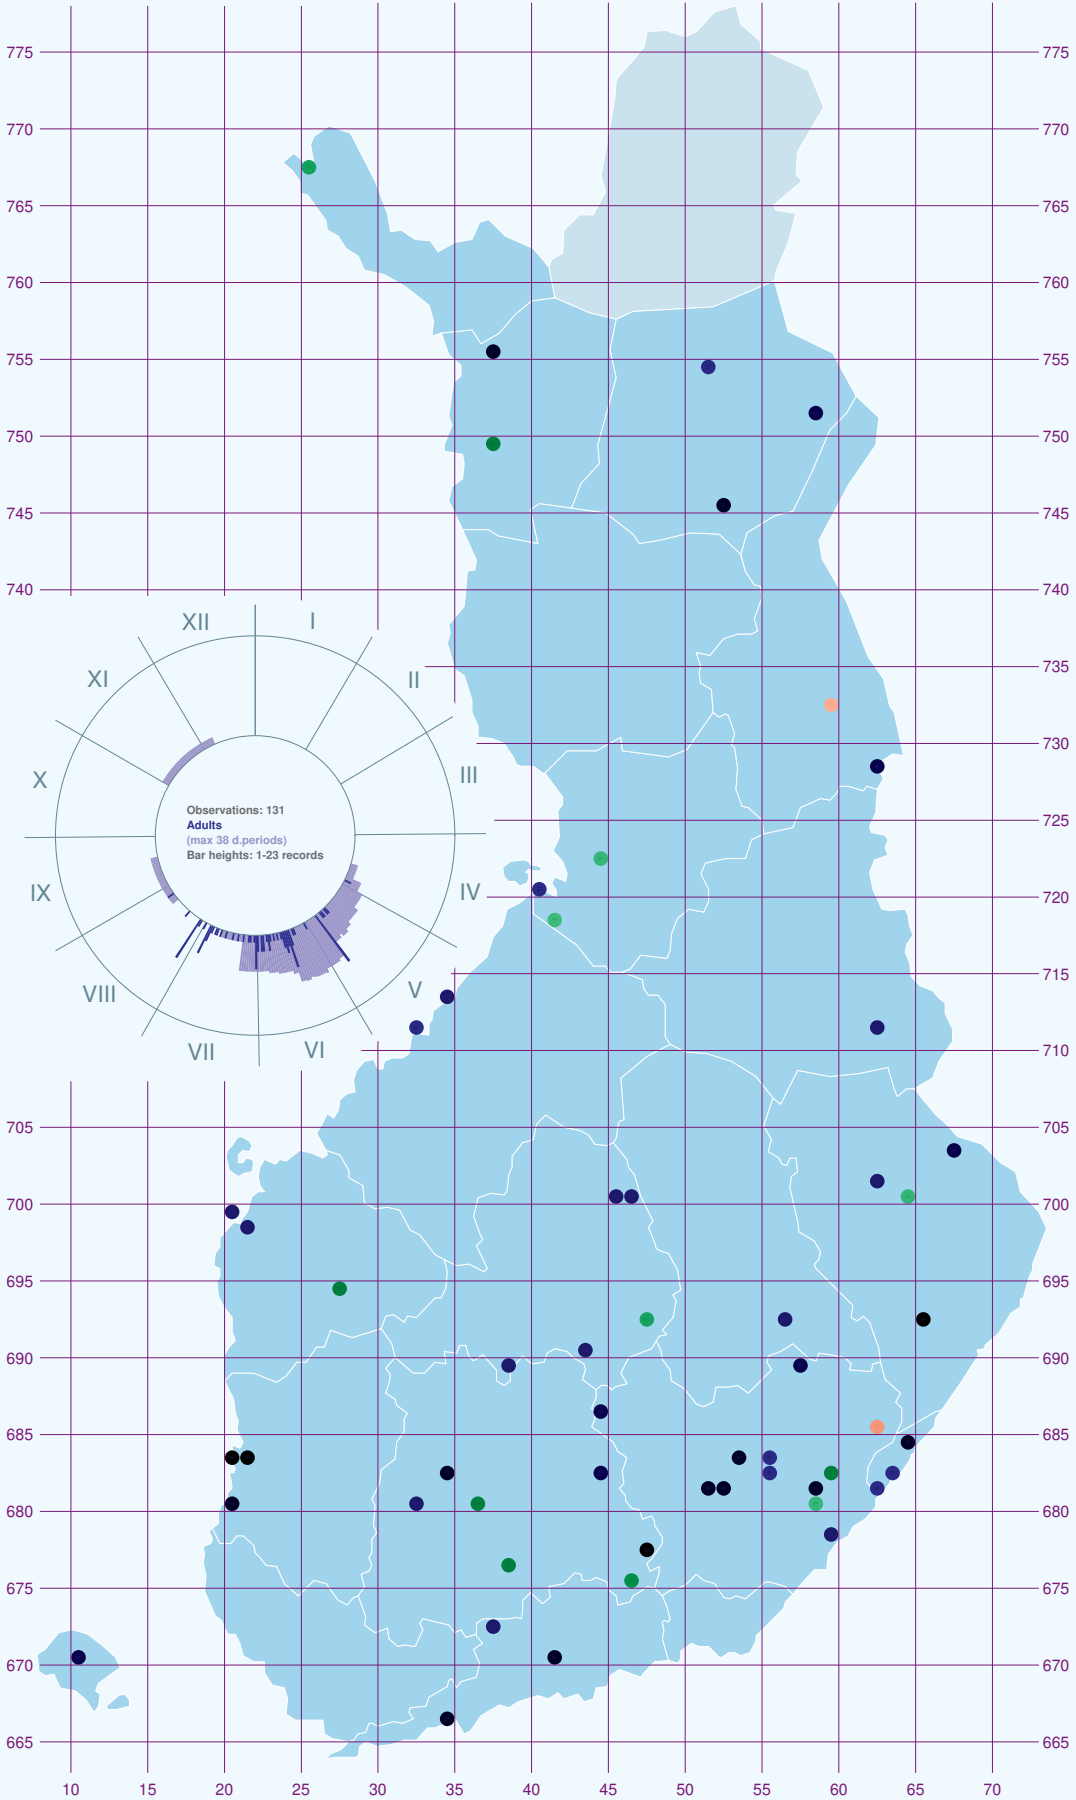 775 775
770 770
765 765
760 760
755 755
750 750
745 745
740 740
XII I
XI II
735
730
X III
Observations: 131
Adults
(max 38 d.periods)
Bar heights: 1-23 records
725
IX IV
720
VIII V
715
VII VI
710
705 705
700 700
695 695
690 690
685 685
680 680
675 675
670 670
665 665
10 15 20 25 30 35 40 45 50 55 60 65 70